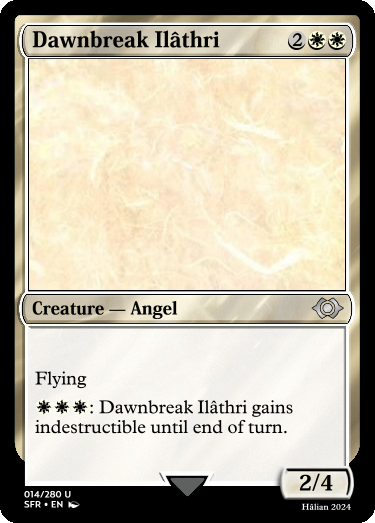 Dawnbreak Ilâthri 2
Creature — Angel
Flying
: Dawnbreak Ilâthri gains
indestructible until end of turn.
2/4
014/280 U
SFR • EN
Hâlian 2024